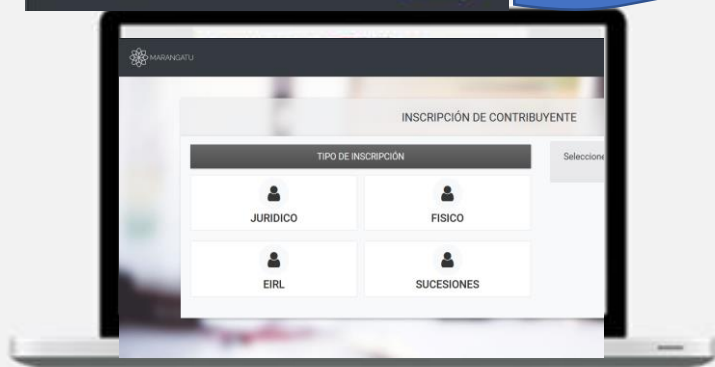 MARANGATU
INSCRIPCIÓN DE CONTRIBUYENTE
TIPO DE INSCRIPCIÓN
Seleccione
JURIDICO
FISICO
EIRL
SUCESIONES